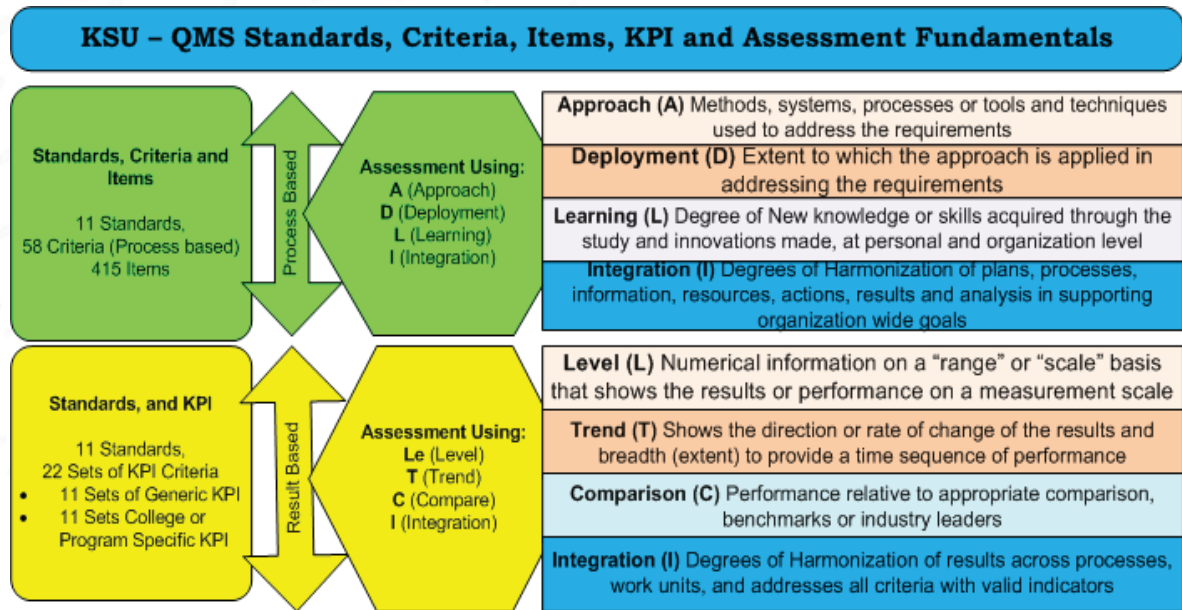 KSU – QMS Standards, Criteria, Items, KPI and Assessment Fundamentals
Standards, Criteria and
Items
11 Standards,
58 Criteria (Process based)
415 Items
Process Based
Assessment Using:
A (Approach)
D (Deployment)
L (Learning)
I (Integration)
Approach (A) Methods, systems, processes or tools and techniques
used to address the requirements
Deployment (D) Extent to which the approach is applied in
addressing the requirements
Learning (L) Degree of New knowledge or skills acquired through the
study and innovations made, at personal and organization level
Integration (I) Degrees of Harmonization of plans, processes,
information, resources, actions, results and analysis in supporting
organization wide goals
Standards, and KPI
11 Standards,
22 Sets of KPI Criteria
• 11 Sets of Generic KPI
• 11 Sets College or
Program Specific KPI
Result Based
Assessment Using:
Le (Level)
T (Trend)
C (Compare)
I (Integration)
Level (L) Numerical information on a “range” or “scale” basis
that shows the results or performance on a measurement scale
Trend (T) Shows the direction or rate of change of the results and
breadth (extent) to provide a time sequence of performance
Comparison (C) Performance relative to appropriate comparison,
benchmarks or industry leaders
Integration (I) Degrees of Harmonization of results across processes,
work units, and addresses all criteria with valid indicators